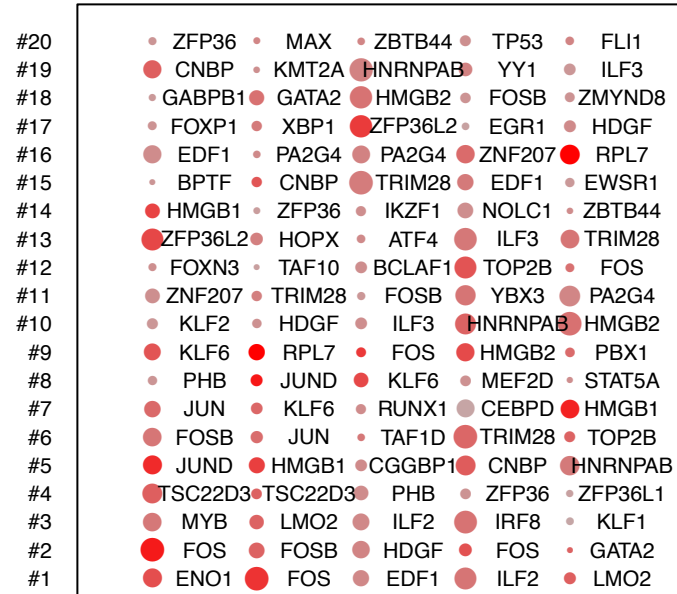 #20 ZFP36 MAX ZBTB44 TP53 FLI1
#19 CNBP KMT2A HNRNPAB YY1 ILF3
#18 GABPB1 GATA2 HMGB2 FOSB ZMYND8
#17 FOXP1 XBP1 ZFP36L2 EGR1 HDGF
#16 EDF1 PA2G4 PA2G4 ZNF207 RPL7
#15 BPTF CNBP TRIM28 EDF1 EWSR1
#14 HMGB1 ZFP36 IKZF1 NOLC1 ZBTB44
#13 ZFP36L2 HOPX ATF4 ILF3 TRIM28
#12 FOXN3 TAF10 BCLAF1 TOP2B FOS
#11 ZNF207 TRIM28 FOSB YBX3 PA2G4
#10 KLF2 HDGF ILF3 HNRNPAB HMGB2
#9 KLF6 RPL7 FOS HMGB2 PBX1
#8 PHB JUND KLF6 MEF2D STAT5A
#7 JUN KLF6 RUNX1 CEBPD HMGB1
#6 FOSB JUN TAF1D TRIM28 TOP2B
#5 JUND HMGB1 CGGBP1 CNBP HNRNPAB
#4 TSC22D3 TSC22D3 PHB ZFP36 ZFP36L1
#3 MYB LMO2 ILF2 IRF8 KLF1
#2 FOS FOSB HDGF FOS GATA2
#1 ENO1 FOS EDF1 ILF2 LMO2